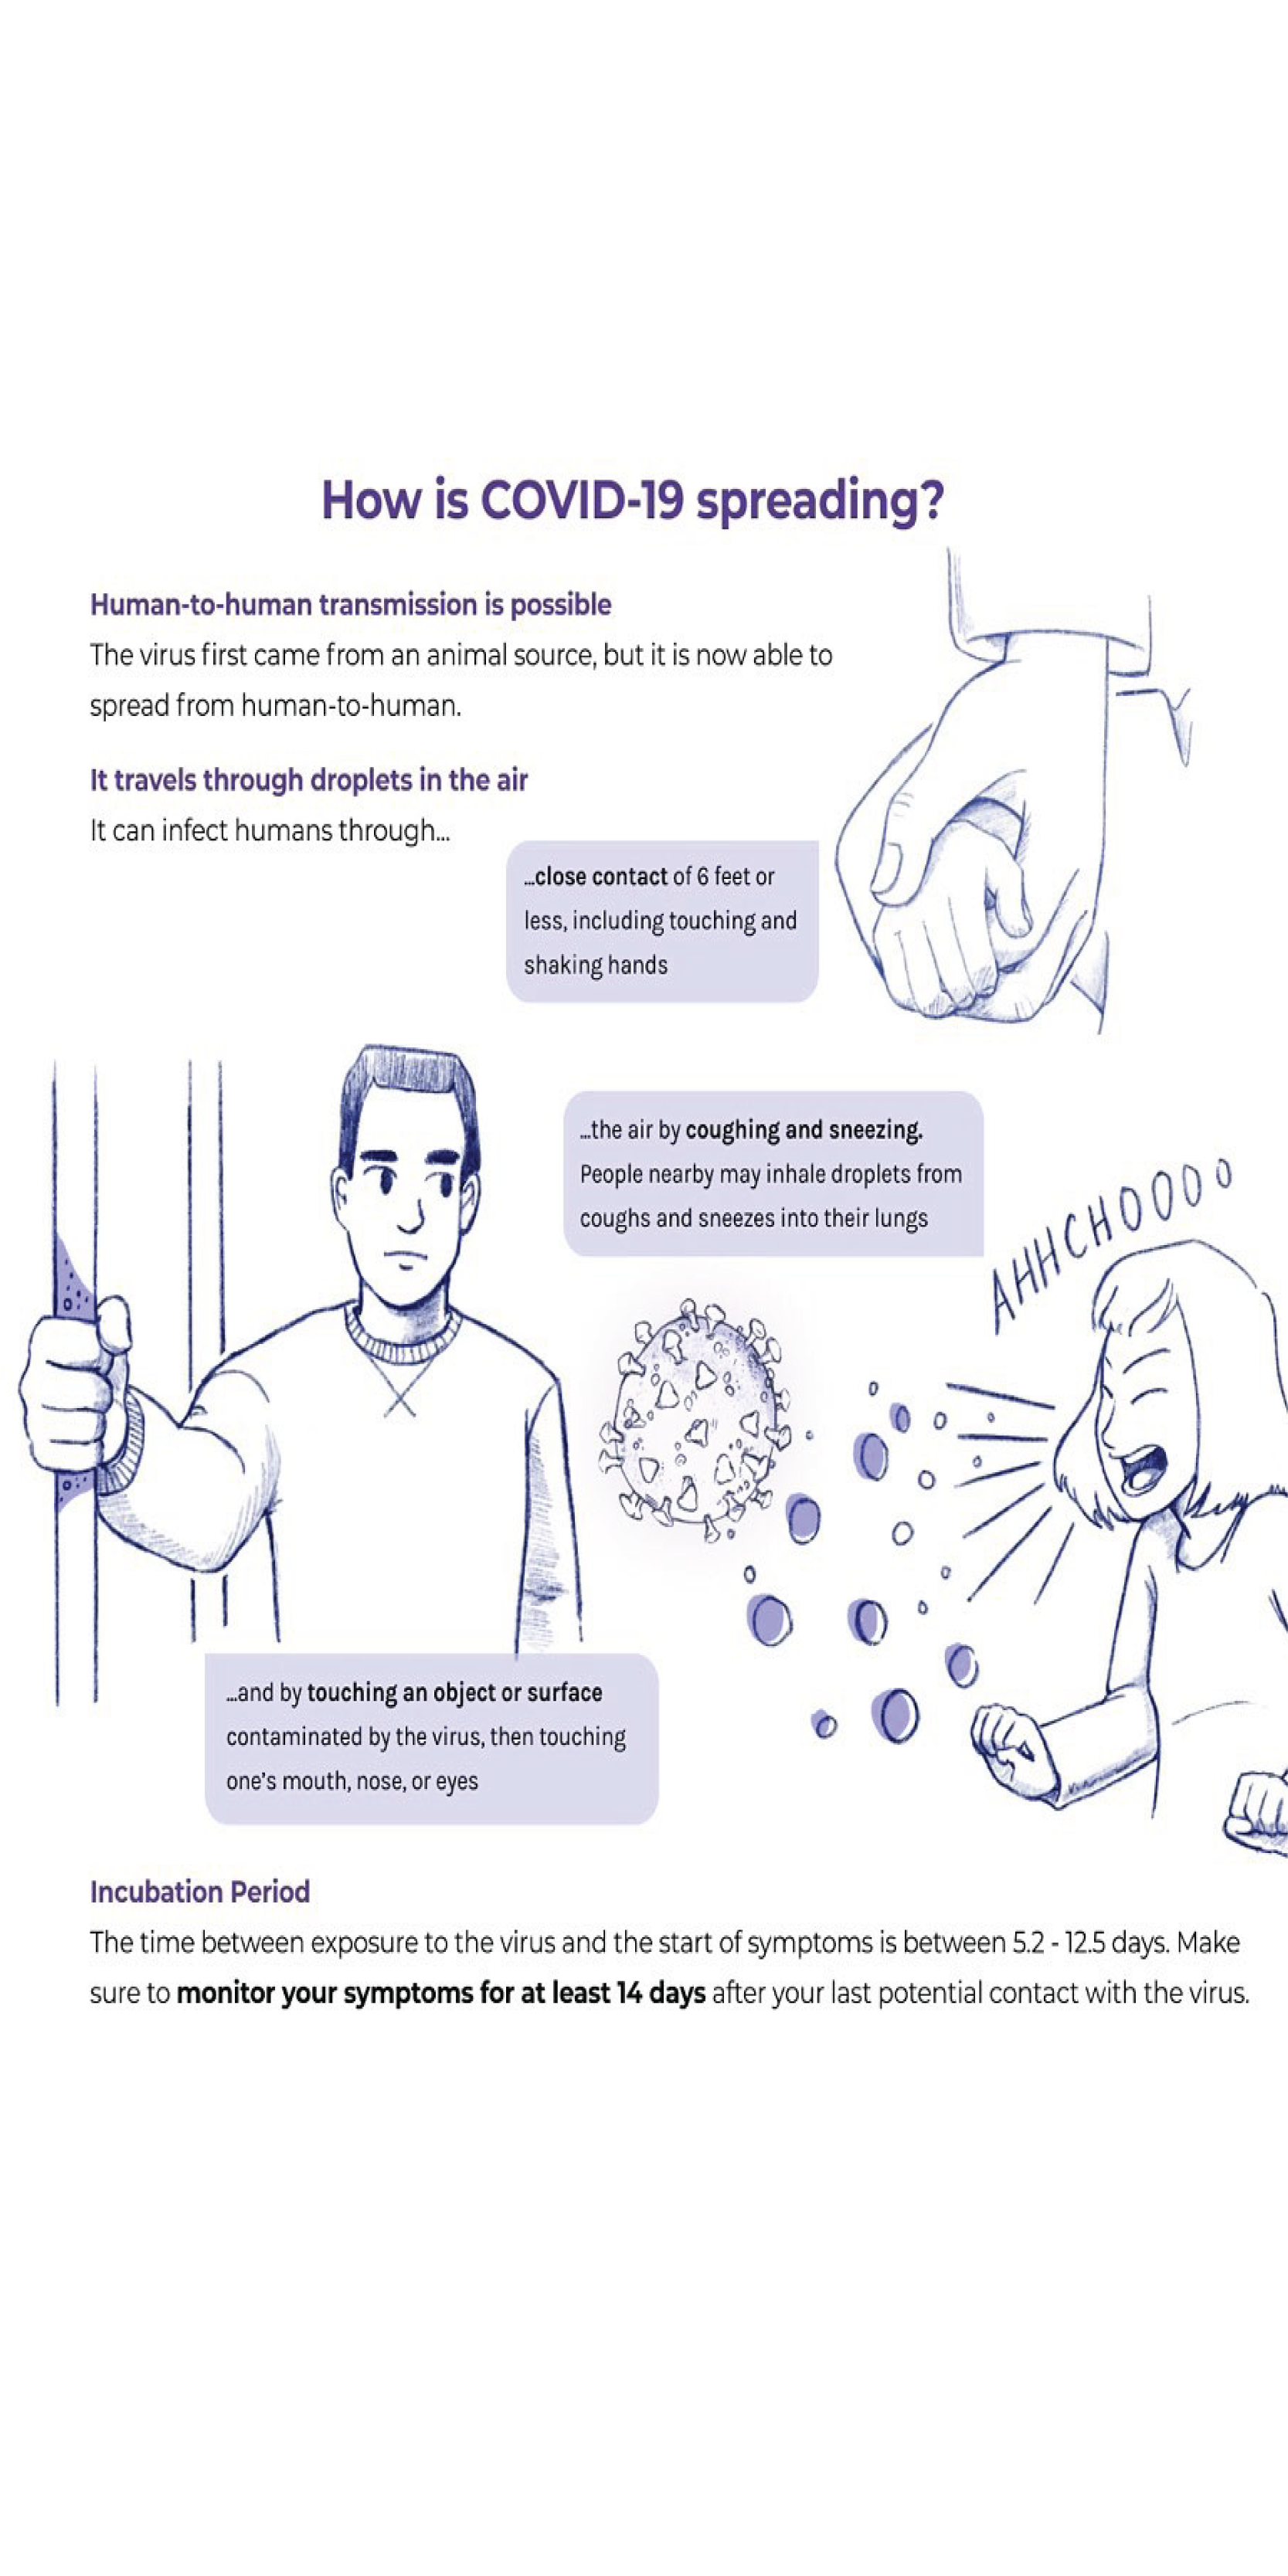 How is COVID-19 spreading?
Human-to-human transmission is possible
The virus first came from an animal source, but it is now able to
spread from human-to-human.
It travels through droplets in the air
It can infect humans through...
...close contact of 6 feet or
less, including touching and
shaking hands
...the air by coughing and sneezing.
People nearby may inhale droplets from
coughs and sneezes into their lungs
AHHCHOOOO
...and by touching an object or surface
contaminated by the virus, then touching
one's mouth, nose, or eyes
Incubation Period
The time between exposure to the virus and the start of symptoms is between 5.2 - 12.5 days. Make
sure to monitor your symptoms for at least 14 days after your last potential contact with the virus.